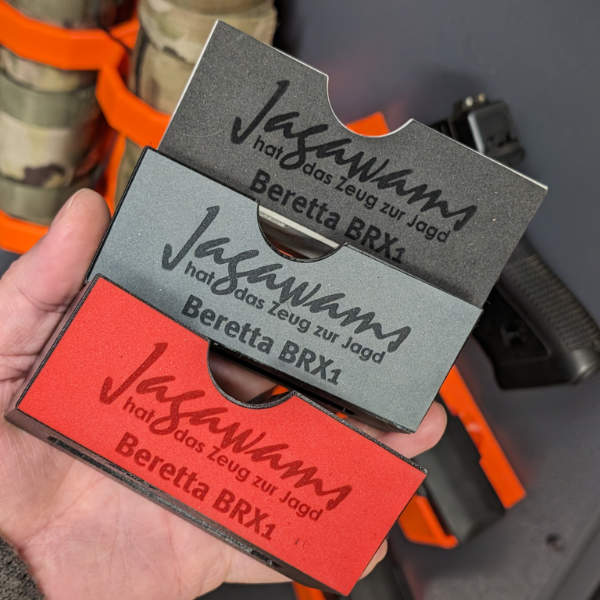 Jagawams
hat das Zeug zur Jagd
Beretta BRX1
Jagawams
hat das Zeug zur Jagd
Beretta BRX1
Jagawams
hat das Zeug zur Jagd
Beretta BRX1